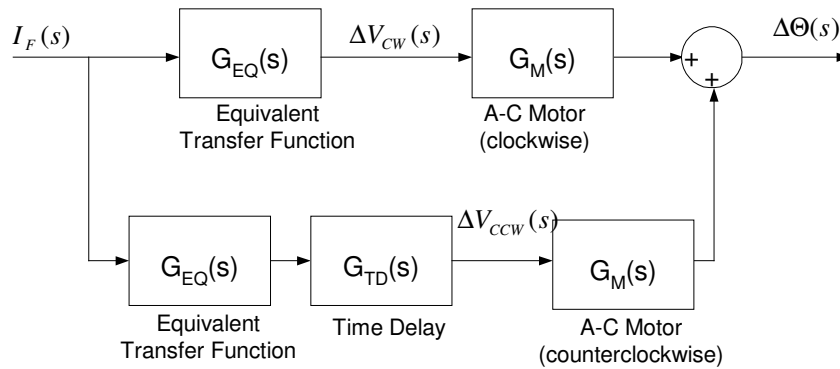 I_F(s)
G_EQ(s)
ΔV_CW(s)
G_M(s)
+
+
ΔΘ(s)
Equivalent
Transfer Function
A-C Motor
(clockwise)
G_EQ(s)
G_TD(s)
ΔV_CCW(s)
G_M(s)
Equivalent
Transfer Function
Time Delay
A-C Motor
(counterclockwise)